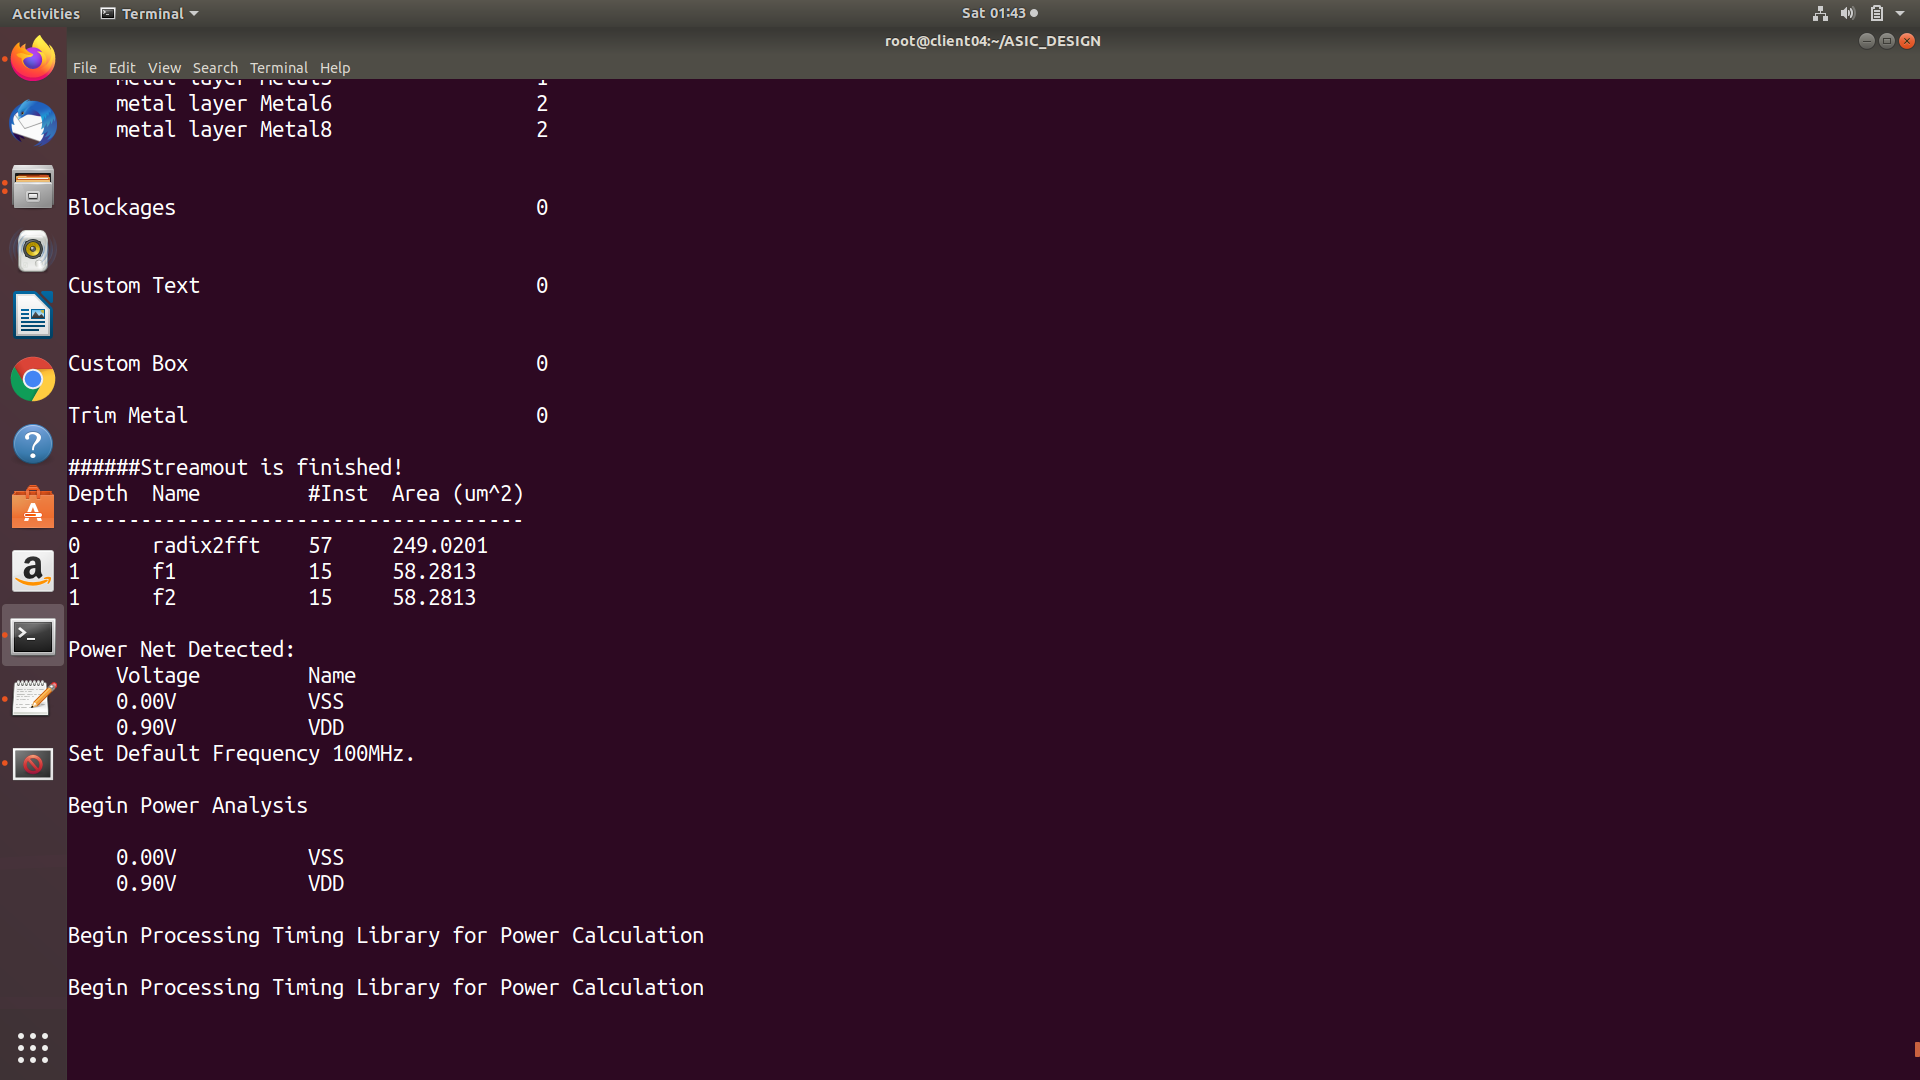 Activities Terminal Sat 01:43
root@client04:~/ASIC_DESIGN
File Edit View Search Terminal Help
metal layer Metal6 2
metal layer Metal8 2
Blockages 0
Custom Text 0
Custom Box 0
Trim Metal 0
######Streamout is finished!
Depth Name #Inst Area (um^2)
--------------------------------------
0 radix2fft 57 249.0201
1 f1 15 58.2813
1 f2 15 58.2813
Power Net Detected:
Voltage Name
0.00V VSS
0.90V VDD
Set Default Frequency 100MHz.
Begin Power Analysis
0.00V VSS
0.90V VDD
Begin Processing Timing Library for Power Calculation
Begin Processing Timing Library for Power Calculation